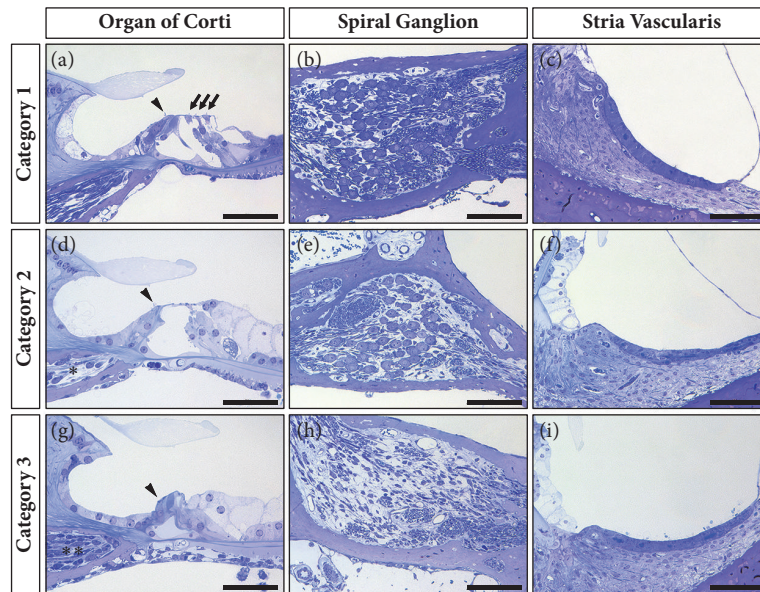 Organ of Corti Spiral Ganglion Stria Vascularis
Category 1
(a) (b) (c)
Category 2
(d) (e) (f)
*
Category 3
(g) (h) (i)
* *